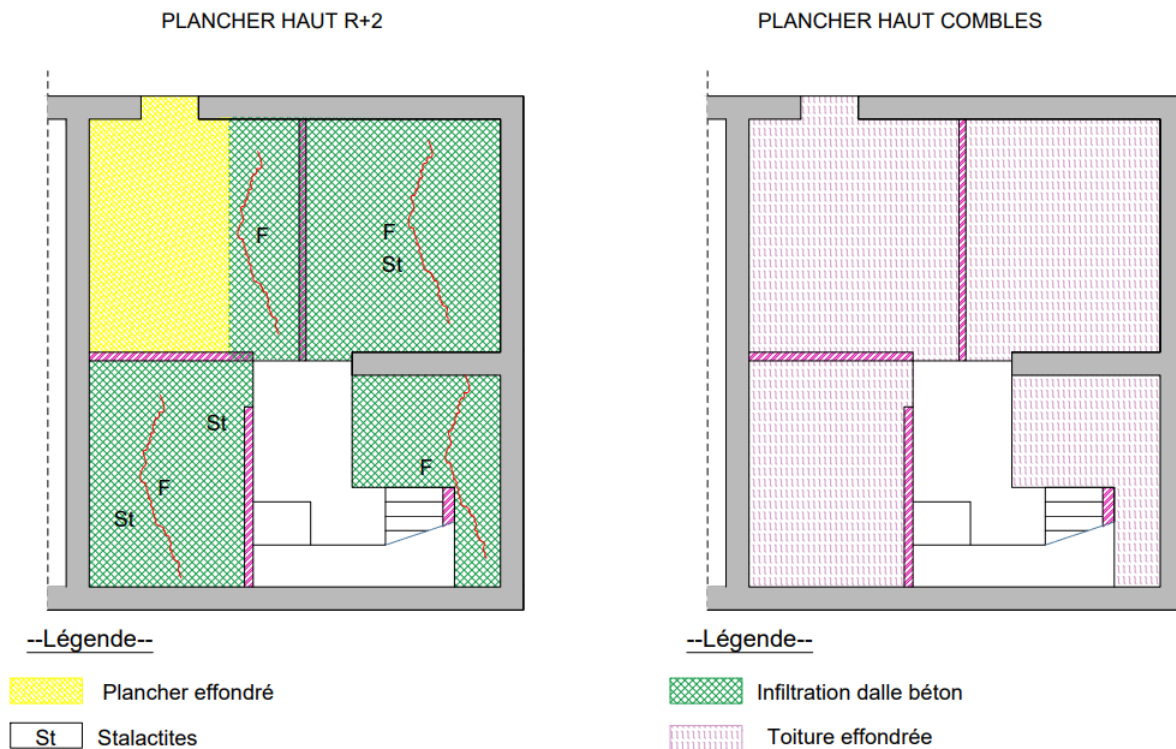 PLANCHER HAUT R+2
PLANCHER HAUT COMBLES
F
F
St
St
F
F
St
--Légende--
--Légende--
Plancher effondré
Infiltration dalle béton
St Stalactites
Toiture effondrée